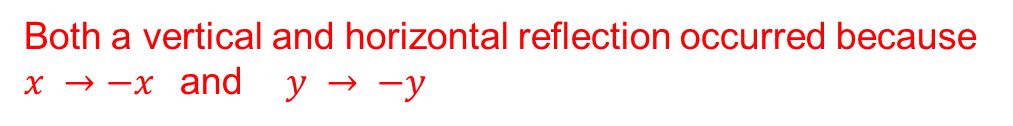 Both a vertical and horizontal reflection occurred because
x → −x and y → −y